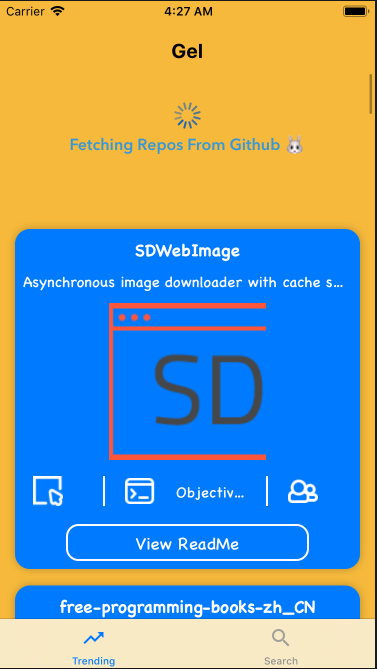 Carrier 4:27 AM
Gel
Fetching Repos From Github 🐰
SDWebImage
Asynchronous image downloader with cache s...
SD
Objectiv...
View ReadMe
free-programming-books-zh_CN
Trending Search